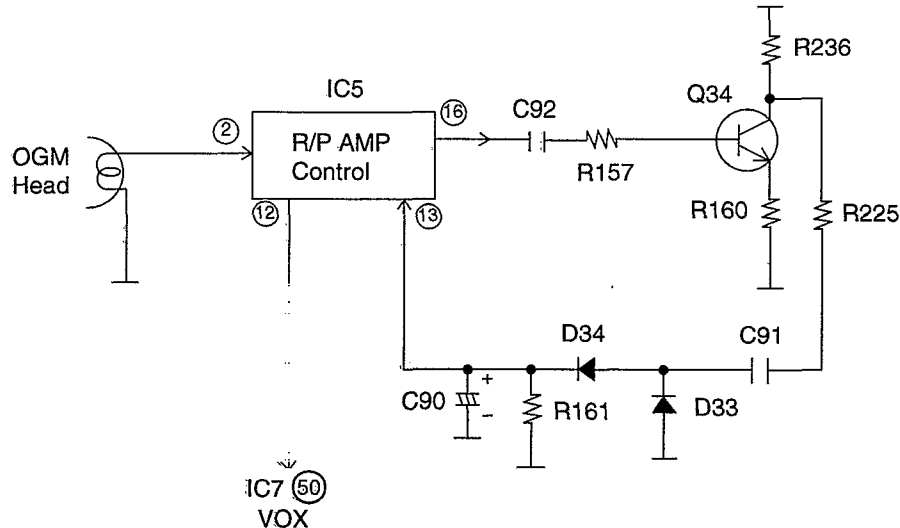 R236
IC5
C92
Q34
2
16
R/P AMP
Control
OGM
Head
R157
12
13
R160
R225
D34
C91
C90
+
-
R161
D33
IC7 50
VOX